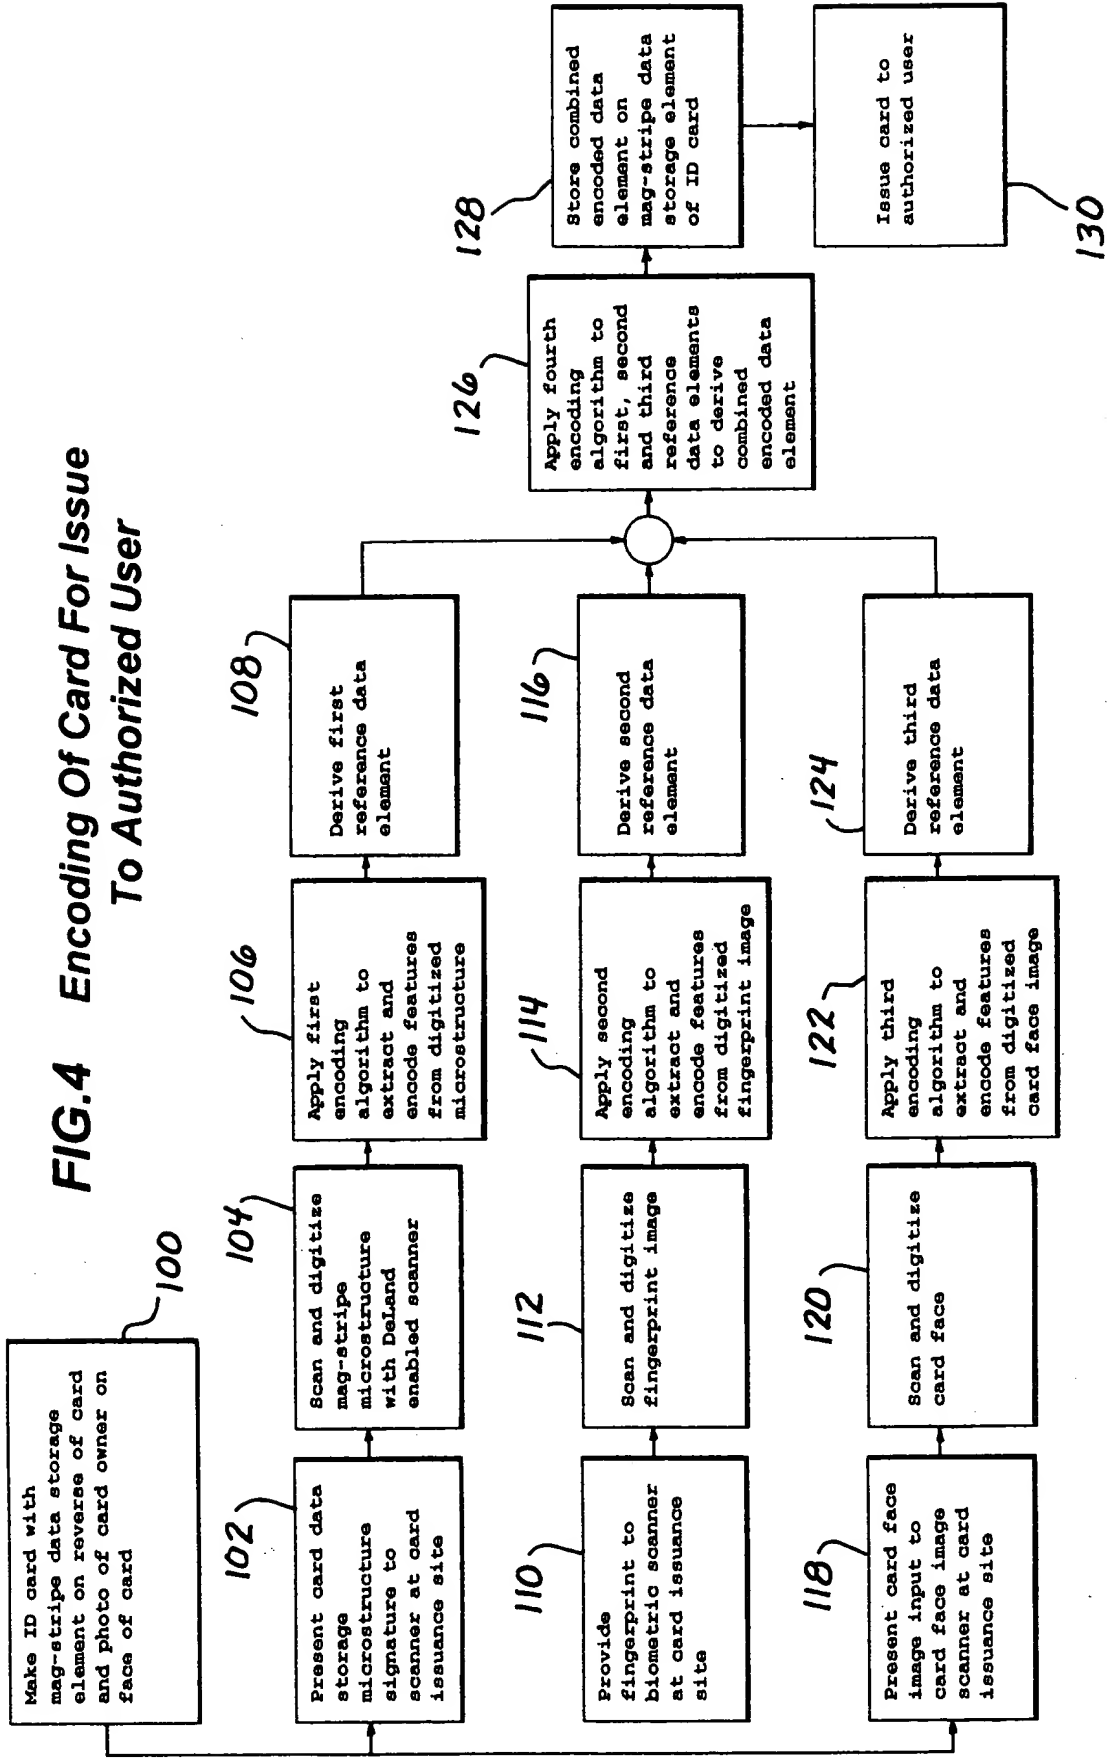 FIG.4 Encoding Of Card For Issue
To Authorized User
Make ID card with
mag-stripe data storage
element on reverse of card
and photo of card owner on
face of card
100
102
Present card data
storage
microstructure
signature to
scanner at card
issuance site
104
Scan and digitize
mag-stripe
microstructure
with DeLand
enabled scanner
106
Apply first
encoding
algorithm to
extract and
encode features
from digitized
microstructure
108
Derive first
reference data
element
110
Provide
fingerprint to
biometric scanner
at card issuance
site
112
Scan and digitize
fingerprint image
114
Apply second
encoding
algorithm to
extract and
encode features
from digitized
fingerprint image
116
Derive second
reference data
element
118
Present card face
image input to
card face image
scanner at card
issuance site
120
Scan and digitize
card face
122
Apply third
encoding
algorithm to
extract and
encode features
from digitized
card face image
124
Derive third
reference data
element
126
Apply fourth
encoding
algorithm to
first, second
and third
reference
data elements
to derive
combined
encoded data
element
128
Store combined
encoded data
element on
mag-stripe data
storage element
of ID card
Issue card to
authorized user
130